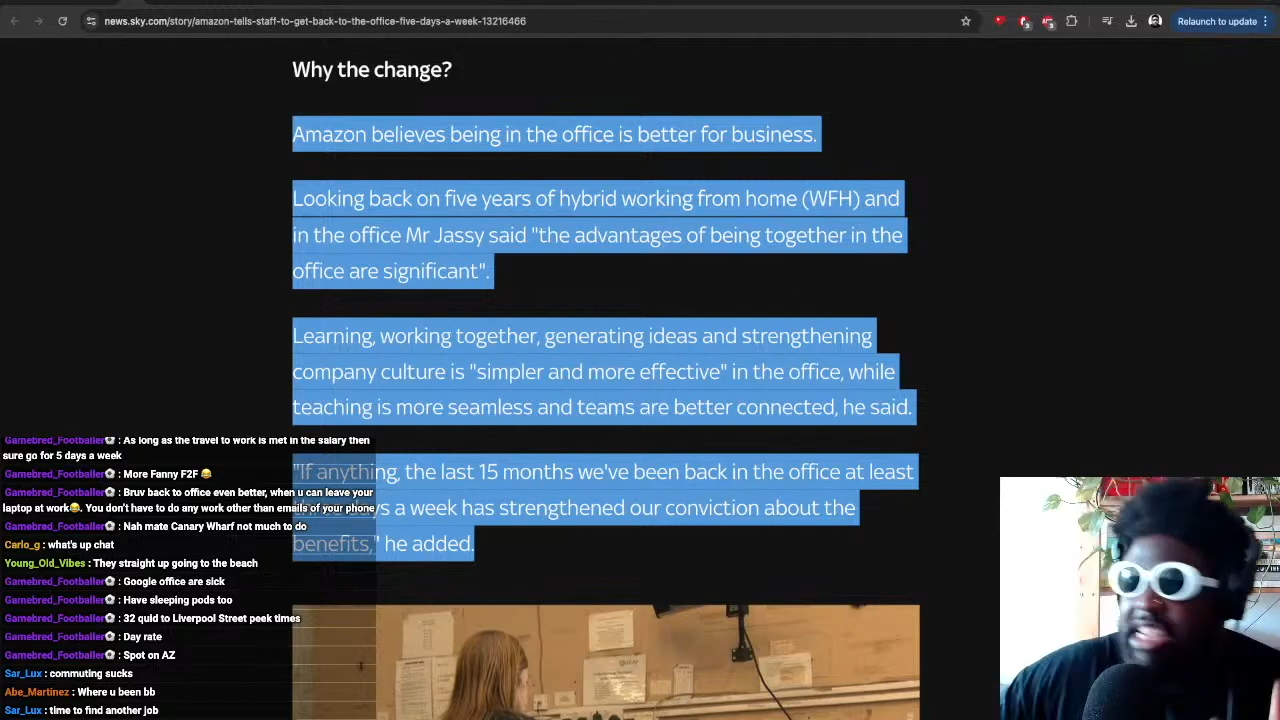 news.sky.com/story/amazon-tells-staff-to-get-back-to-the-office-five-days-a-week-13216466
Relaunch to update
Why the change?
Amazon believes being in the office is better for business.
Looking back on five years of hybrid working from home (WFH) and
in the office Mr Jassy said "the advantages of being together in the
office are significant".
Learning, working together, generating ideas and strengthening
company culture is "simpler and more effective" in the office, while
teaching is more seamless and teams are better connected, he said.
"If anything, the last 15 months we've been back in the office at least
days a week has strengthened our conviction about the
benefits," he added.
Gamebred_Footballer : As long as the travel to work is met in the salary then
sure go for 5 days a week
Gamebred_Footballer : More Fanny F2F 😂
Gamebred_Footballer : Bruv back to office even better, when u can leave your
laptop at work😂. You don't have to do any work other than emails of your phone
Gamebred_Footballer : Nah mate Canary Wharf not much to
do
Carlo_g : what's up chat
Young_Old_Vibes : They straight up going to the beach
Gamebred_Footballer : Google office are sick
Gamebred_Footballer : Have sleeping pods too
Gamebred_Footballer : 32 quid to Liverpool Street peek times
Gamebred_Footballer : Day rate
Gamebred_Footballer : Spot on AZ
Sar_Lux : commuting sucks
Abe_Martinez : Where u been bb
Sar_Lux : time to find another job